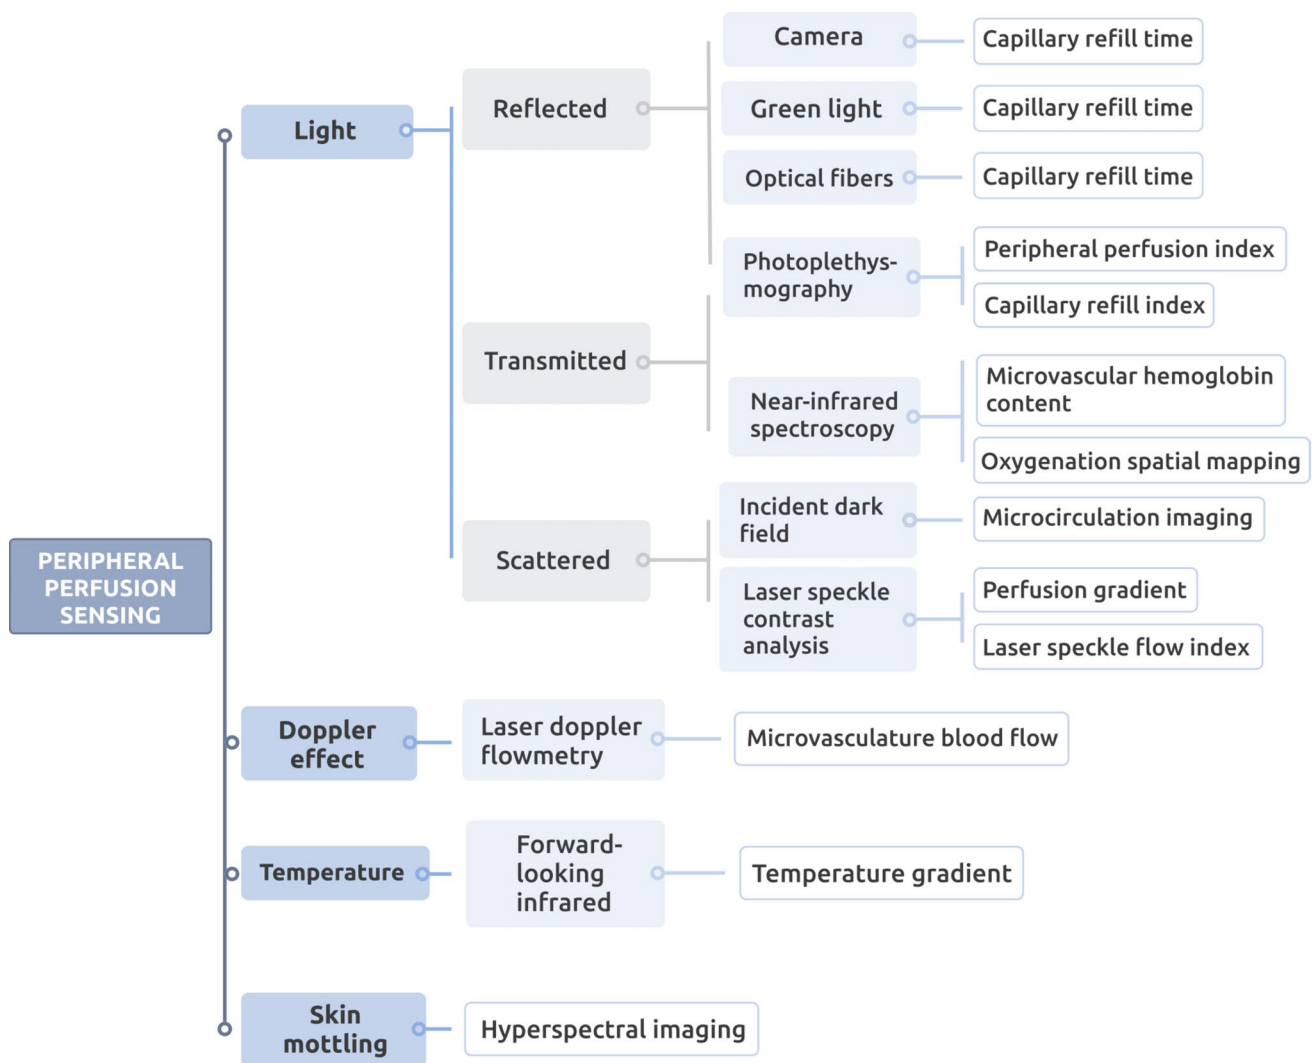 PERIPHERAL
PERFUSION
SENSING
Light
Reflected
Camera
Capillary refill time
Green light
Capillary refill time
Optical fibers
Capillary refill time
Photoplethys-
mography
Peripheral perfusion index
Capillary refill index
Transmitted
Near-infrared
spectroscopy
Microvascular hemoglobin
content
Oxygenation spatial mapping
Scattered
Incident dark
field
Microcirculation imaging
Laser speckle
contrast
analysis
Perfusion gradient
Laser speckle flow index
Doppler
effect
Laser doppler
flowmetry
Microvasculature blood flow
Temperature
Forward-
looking
infrared
Temperature gradient
Skin
mottling
Hyperspectral imaging